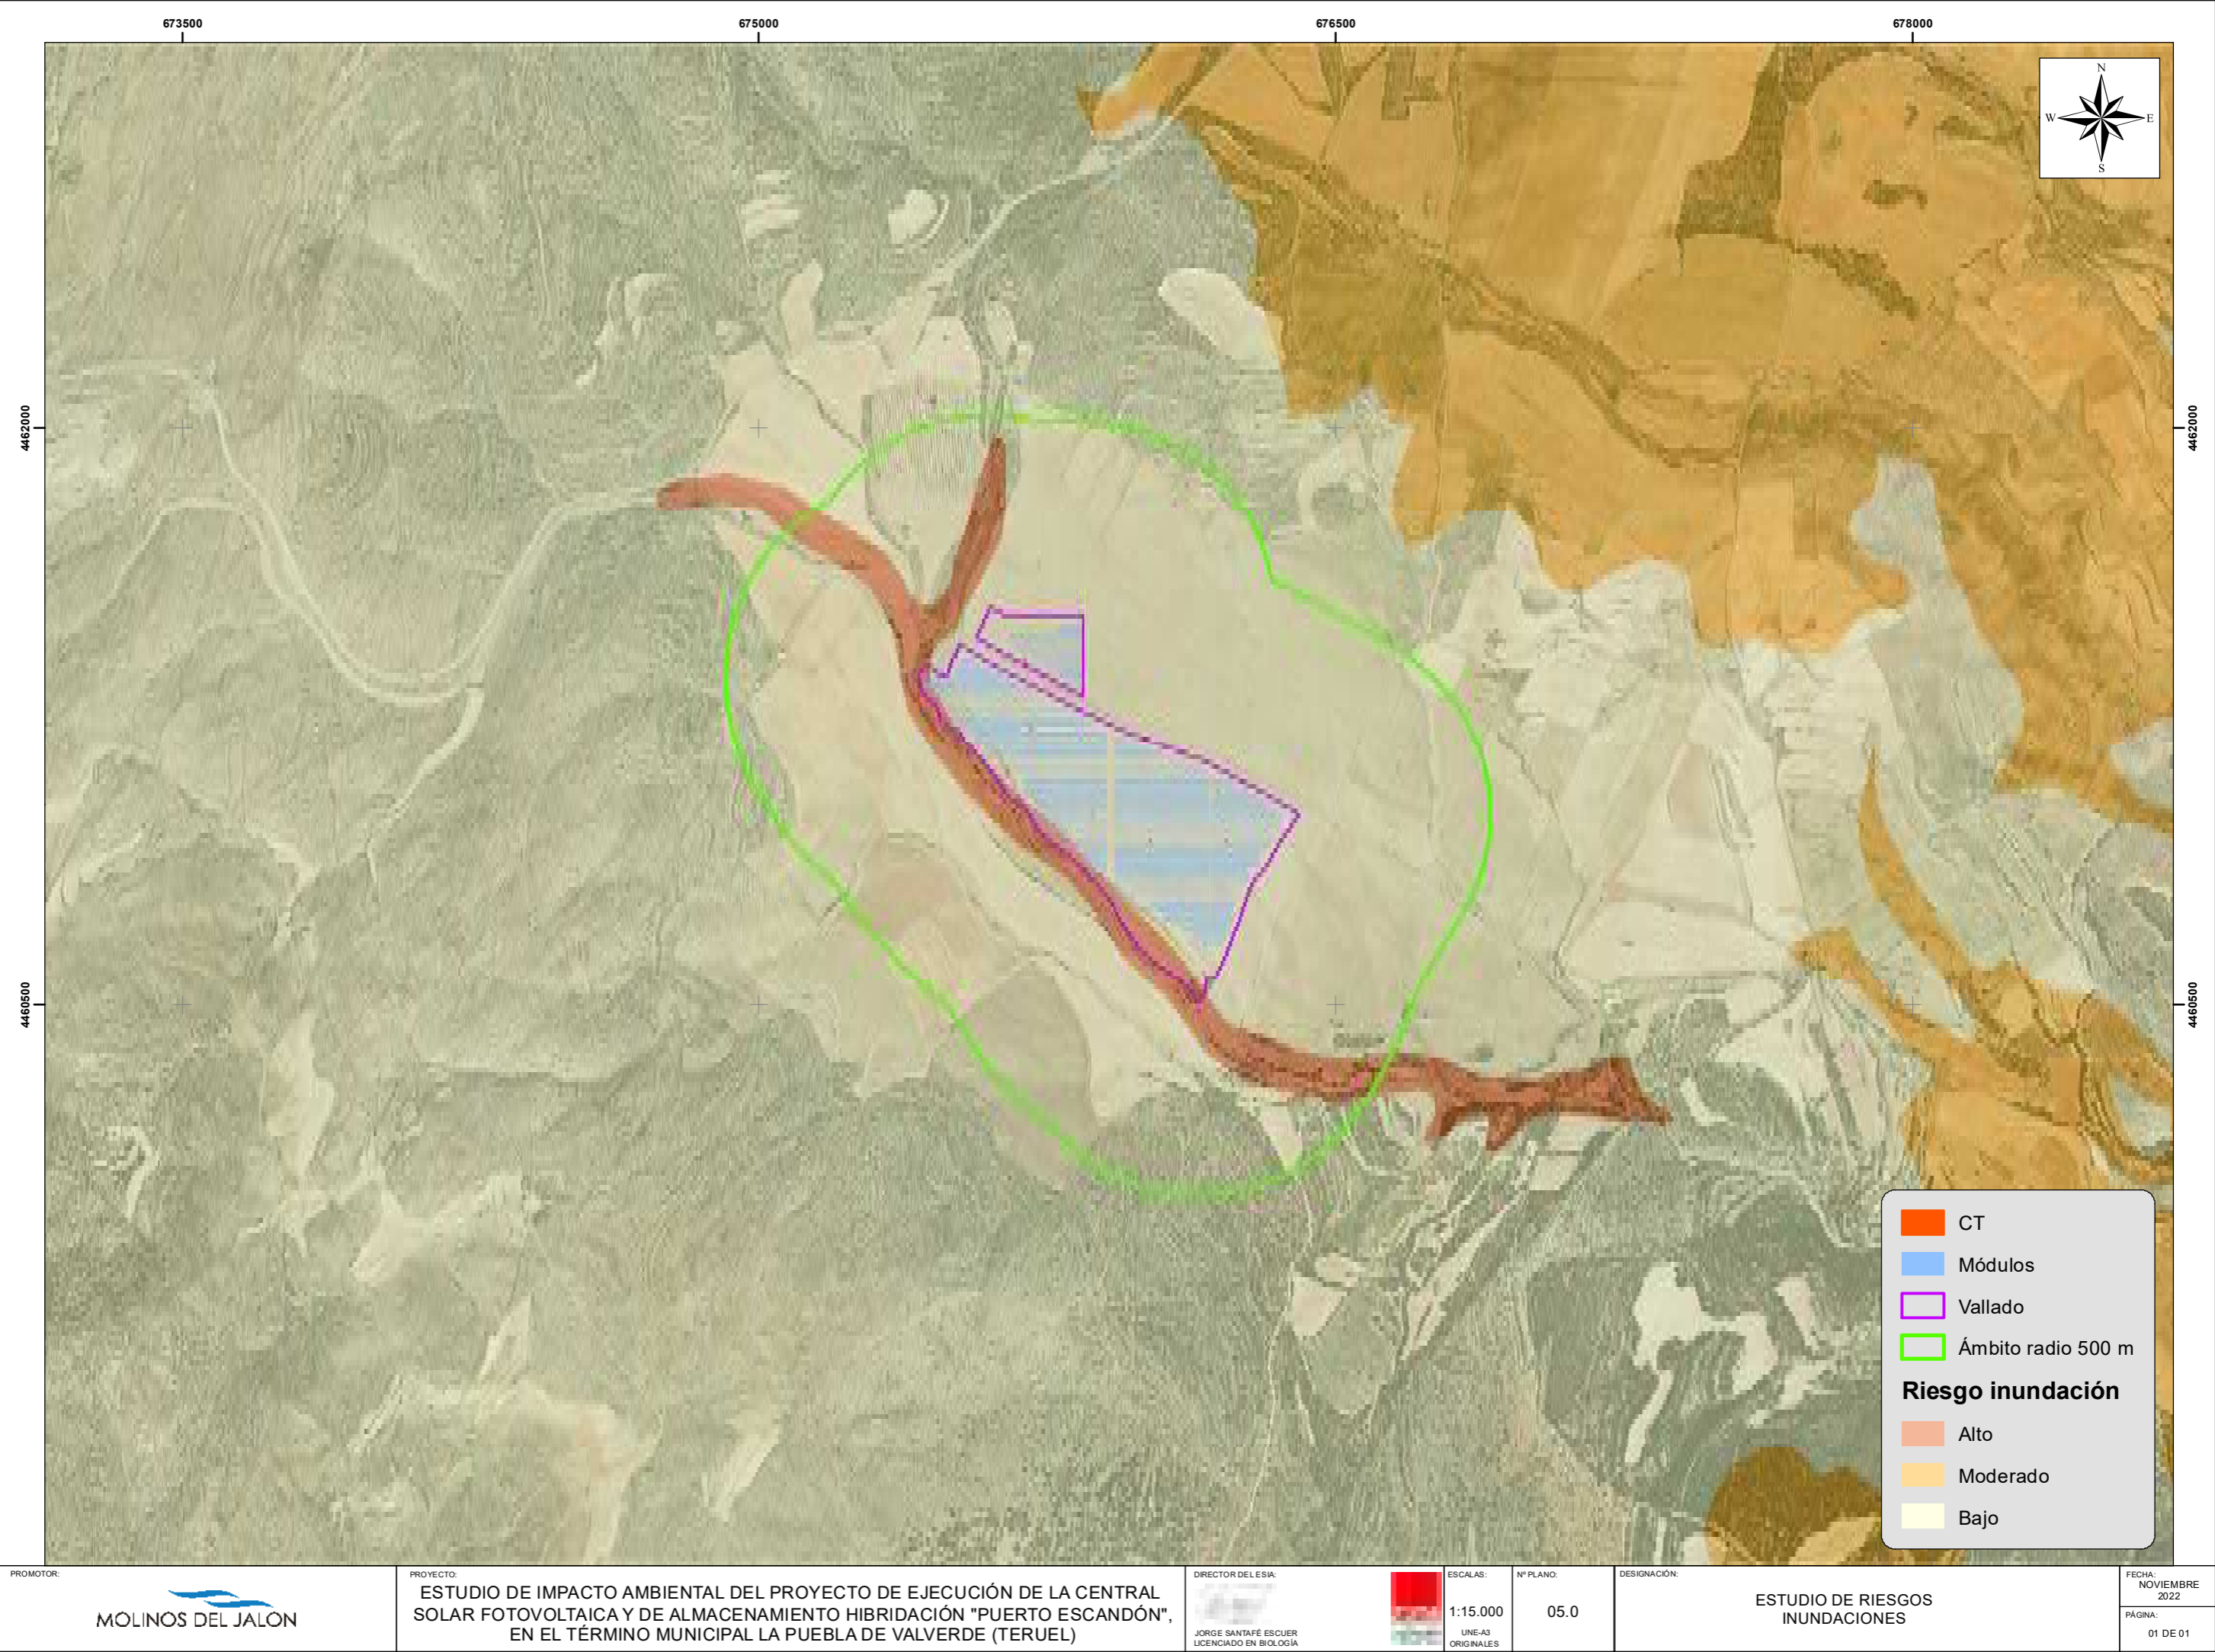 673500
675000
676500
678000
N
W
E
S
4462000
4462000
4460500
4460500
CT
Módulos
Vallado
Ámbito radio 500 m
Riesgo inundación
Alto
Moderado
Bajo
PROMOTOR:
MOLINOS DEL JALÓN
PROYECTO:
ESTUDIO DE IMPACTO AMBIENTAL DEL PROYECTO DE EJECUCIÓN DE LA CENTRAL
SOLAR FOTOVOLTAICA Y DE ALMACENAMIENTO HIBRIDACIÓN "PUERTO ESCANDÓN",
EN EL TÉRMINO MUNICIPAL LA PUEBLA DE VALVERDE (TERUEL)
DIRECTOR DEL ESIA:
JORGE SANTAFÉ ESCUER
LICENCIADO EN BIOLOGÍA
ESCALAS:
1:15.000
UNE-A3
ORIGINALES
Nº PLANO:
05.0
DESIGNACIÓN:
ESTUDIO DE RIESGOS
INUNDACIONES
FECHA:
NOVIEMBRE
2022
PÁGINA:
01 DE 01